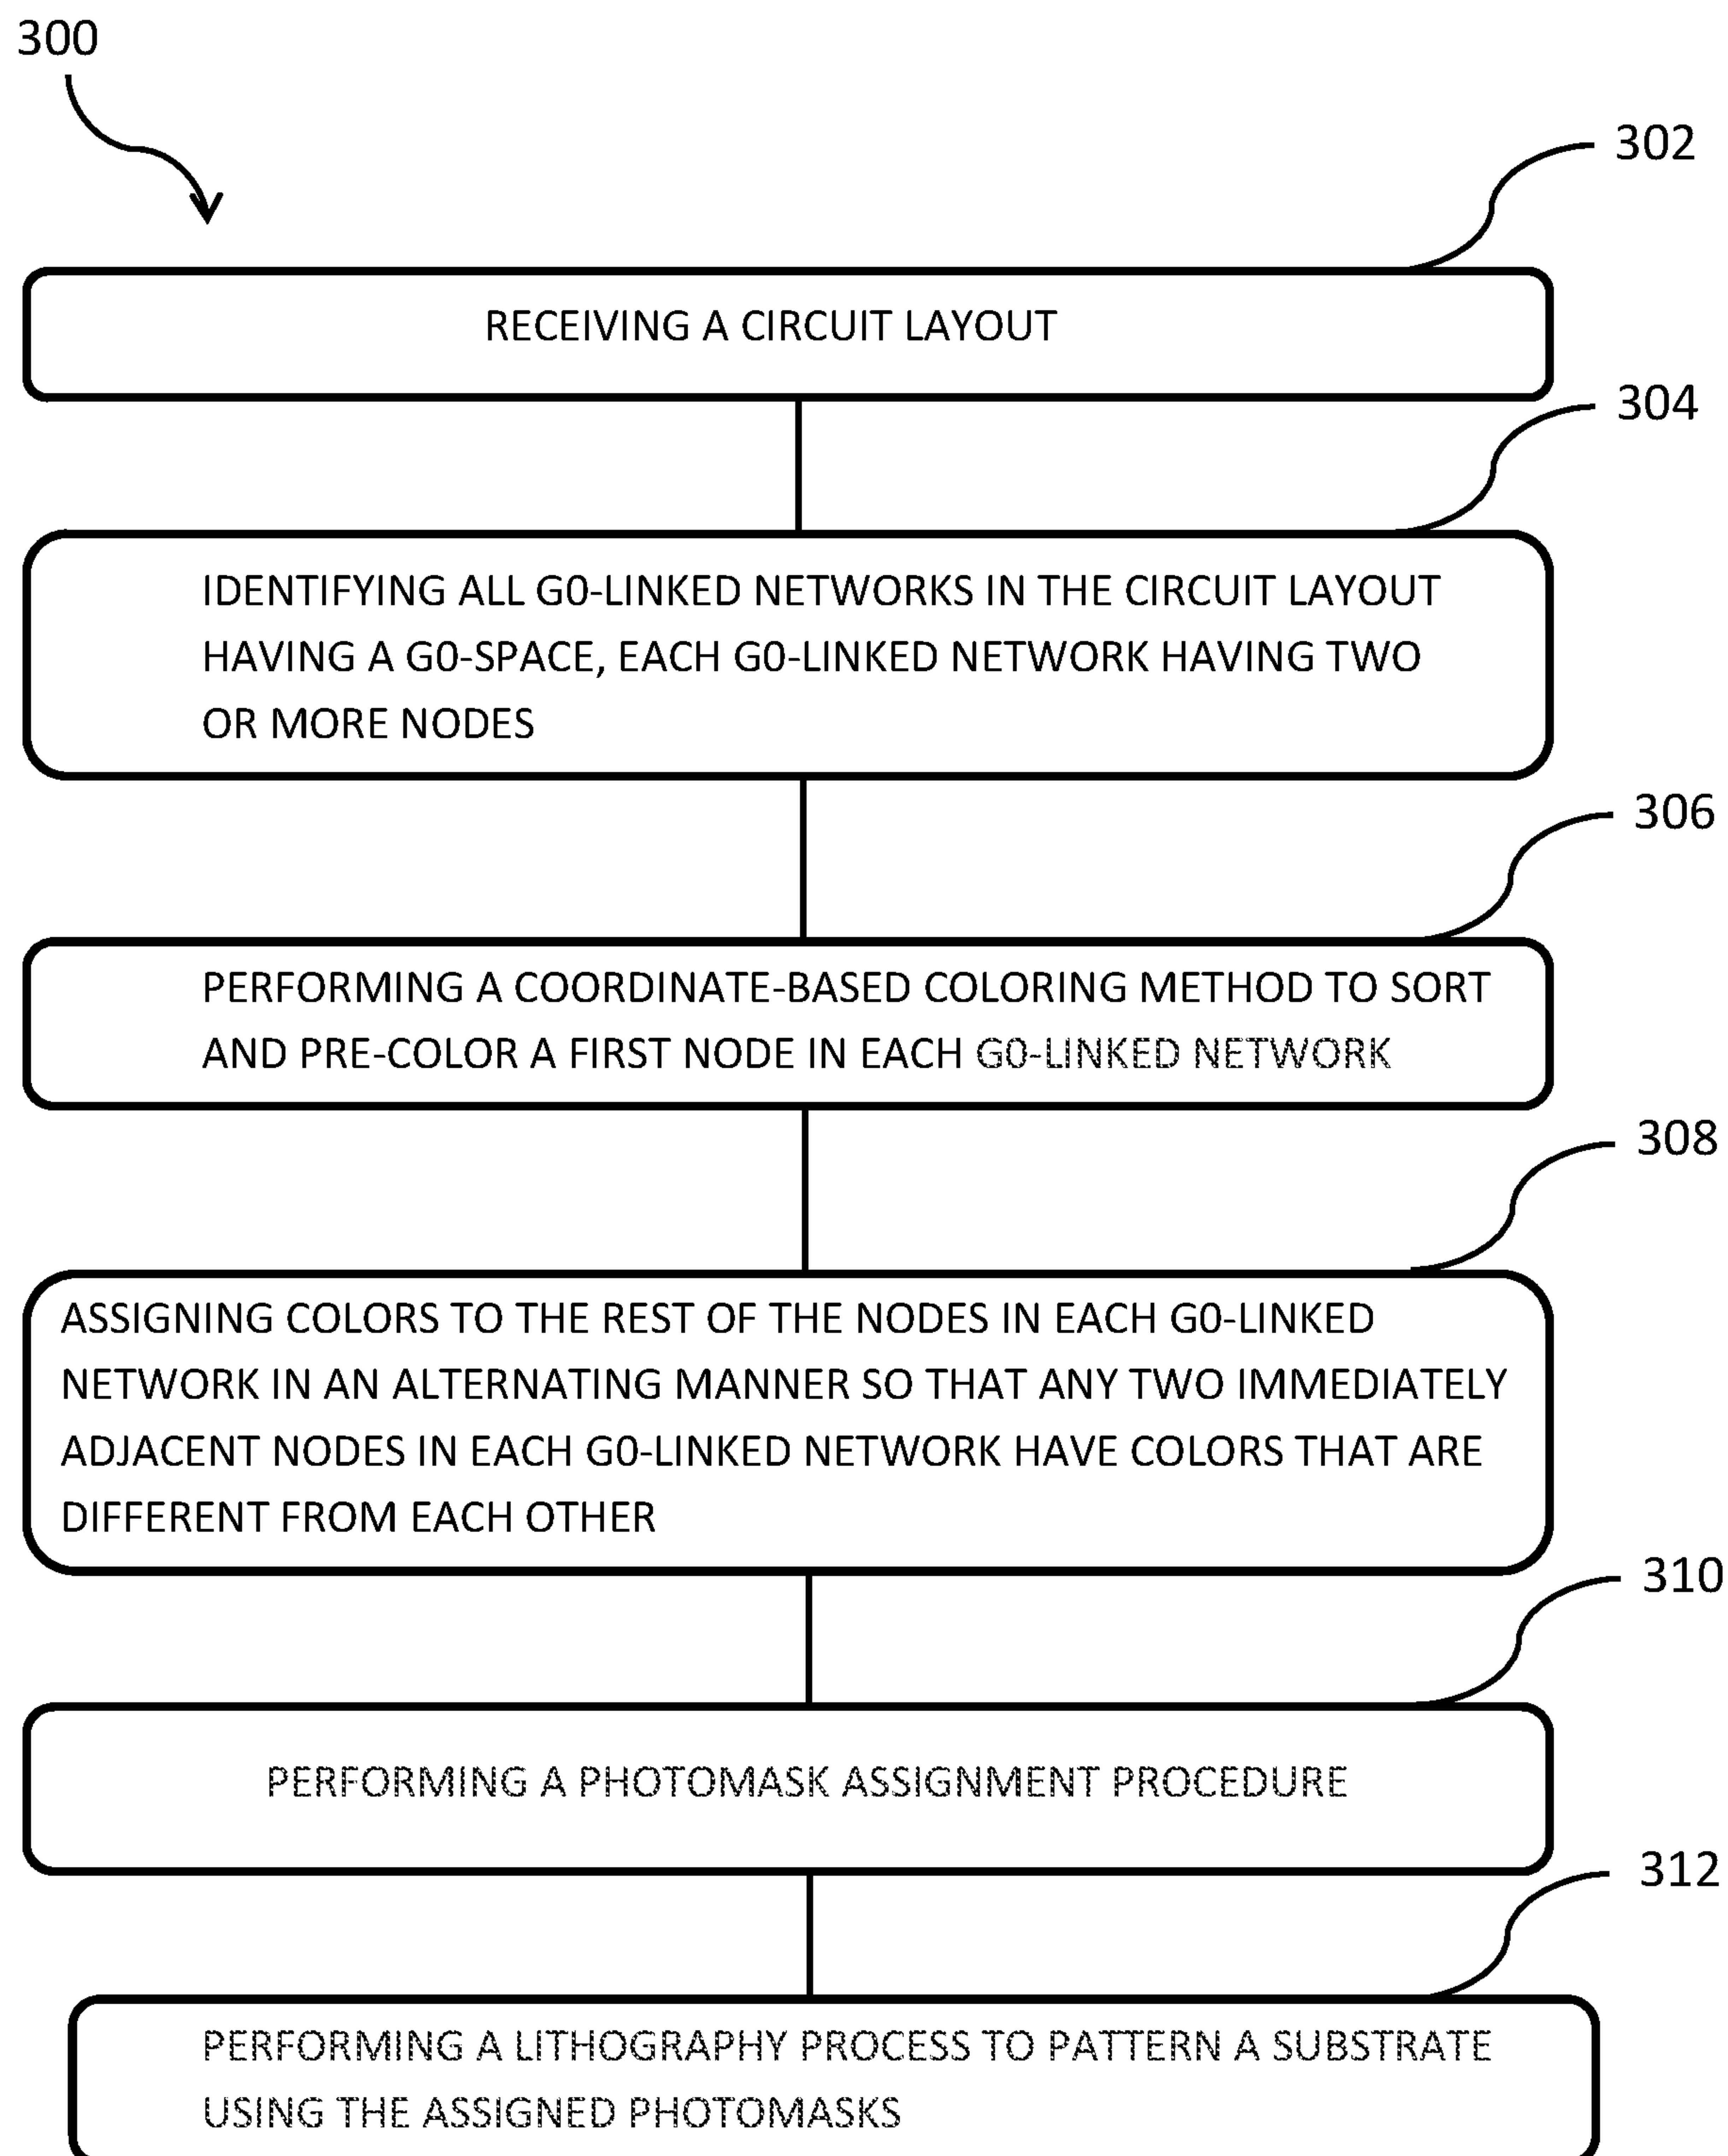 300
302
RECEIVING A CIRCUIT LAYOUT
304
IDENTIFYING ALL G0-LINKED NETWORKS IN THE CIRCUIT LAYOUT
HAVING A G0-SPACE, EACH G0-LINKED NETWORK HAVING TWO
OR MORE NODES
306
PERFORMING A COORDINATE-BASED COLORING METHOD TO SORT
AND PRE-COLOR A FIRST NODE IN EACH G0-LINKED NETWORK
308
ASSIGNING COLORS TO THE REST OF THE NODES IN EACH G0-LINKED
NETWORK IN AN ALTERNATING MANNER SO THAT ANY TWO IMMEDIATELY
ADJACENT NODES IN EACH G0-LINKED NETWORK HAVE COLORS THAT ARE
DIFFERENT FROM EACH OTHER
310
PERFORMING A PHOTOMASK ASSIGNMENT PROCEDURE
312
PERFORMING A LITHOGRAPHY PROCESS TO PATTERN A SUBSTRATE
USING THE ASSIGNED PHOTOMASKS